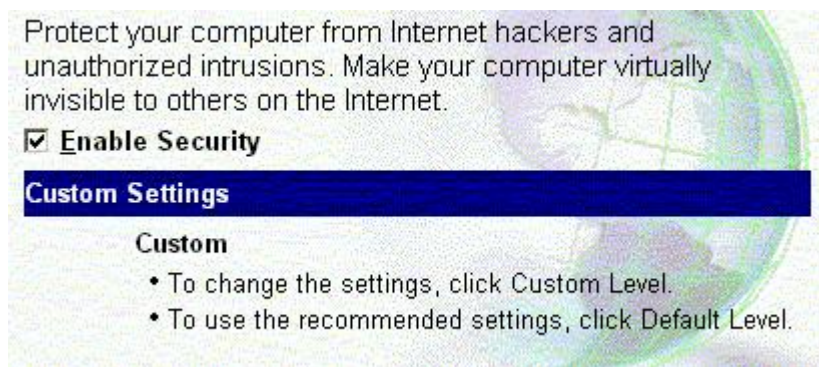 Protect your computer from Internet hackers and
unauthorized intrusions. Make your computer virtually
invisible to others on the Internet.
Enable Security
Custom Settings
Custom
• To change the settings, click Custom Level.
• To use the recommended settings, click Default Level.